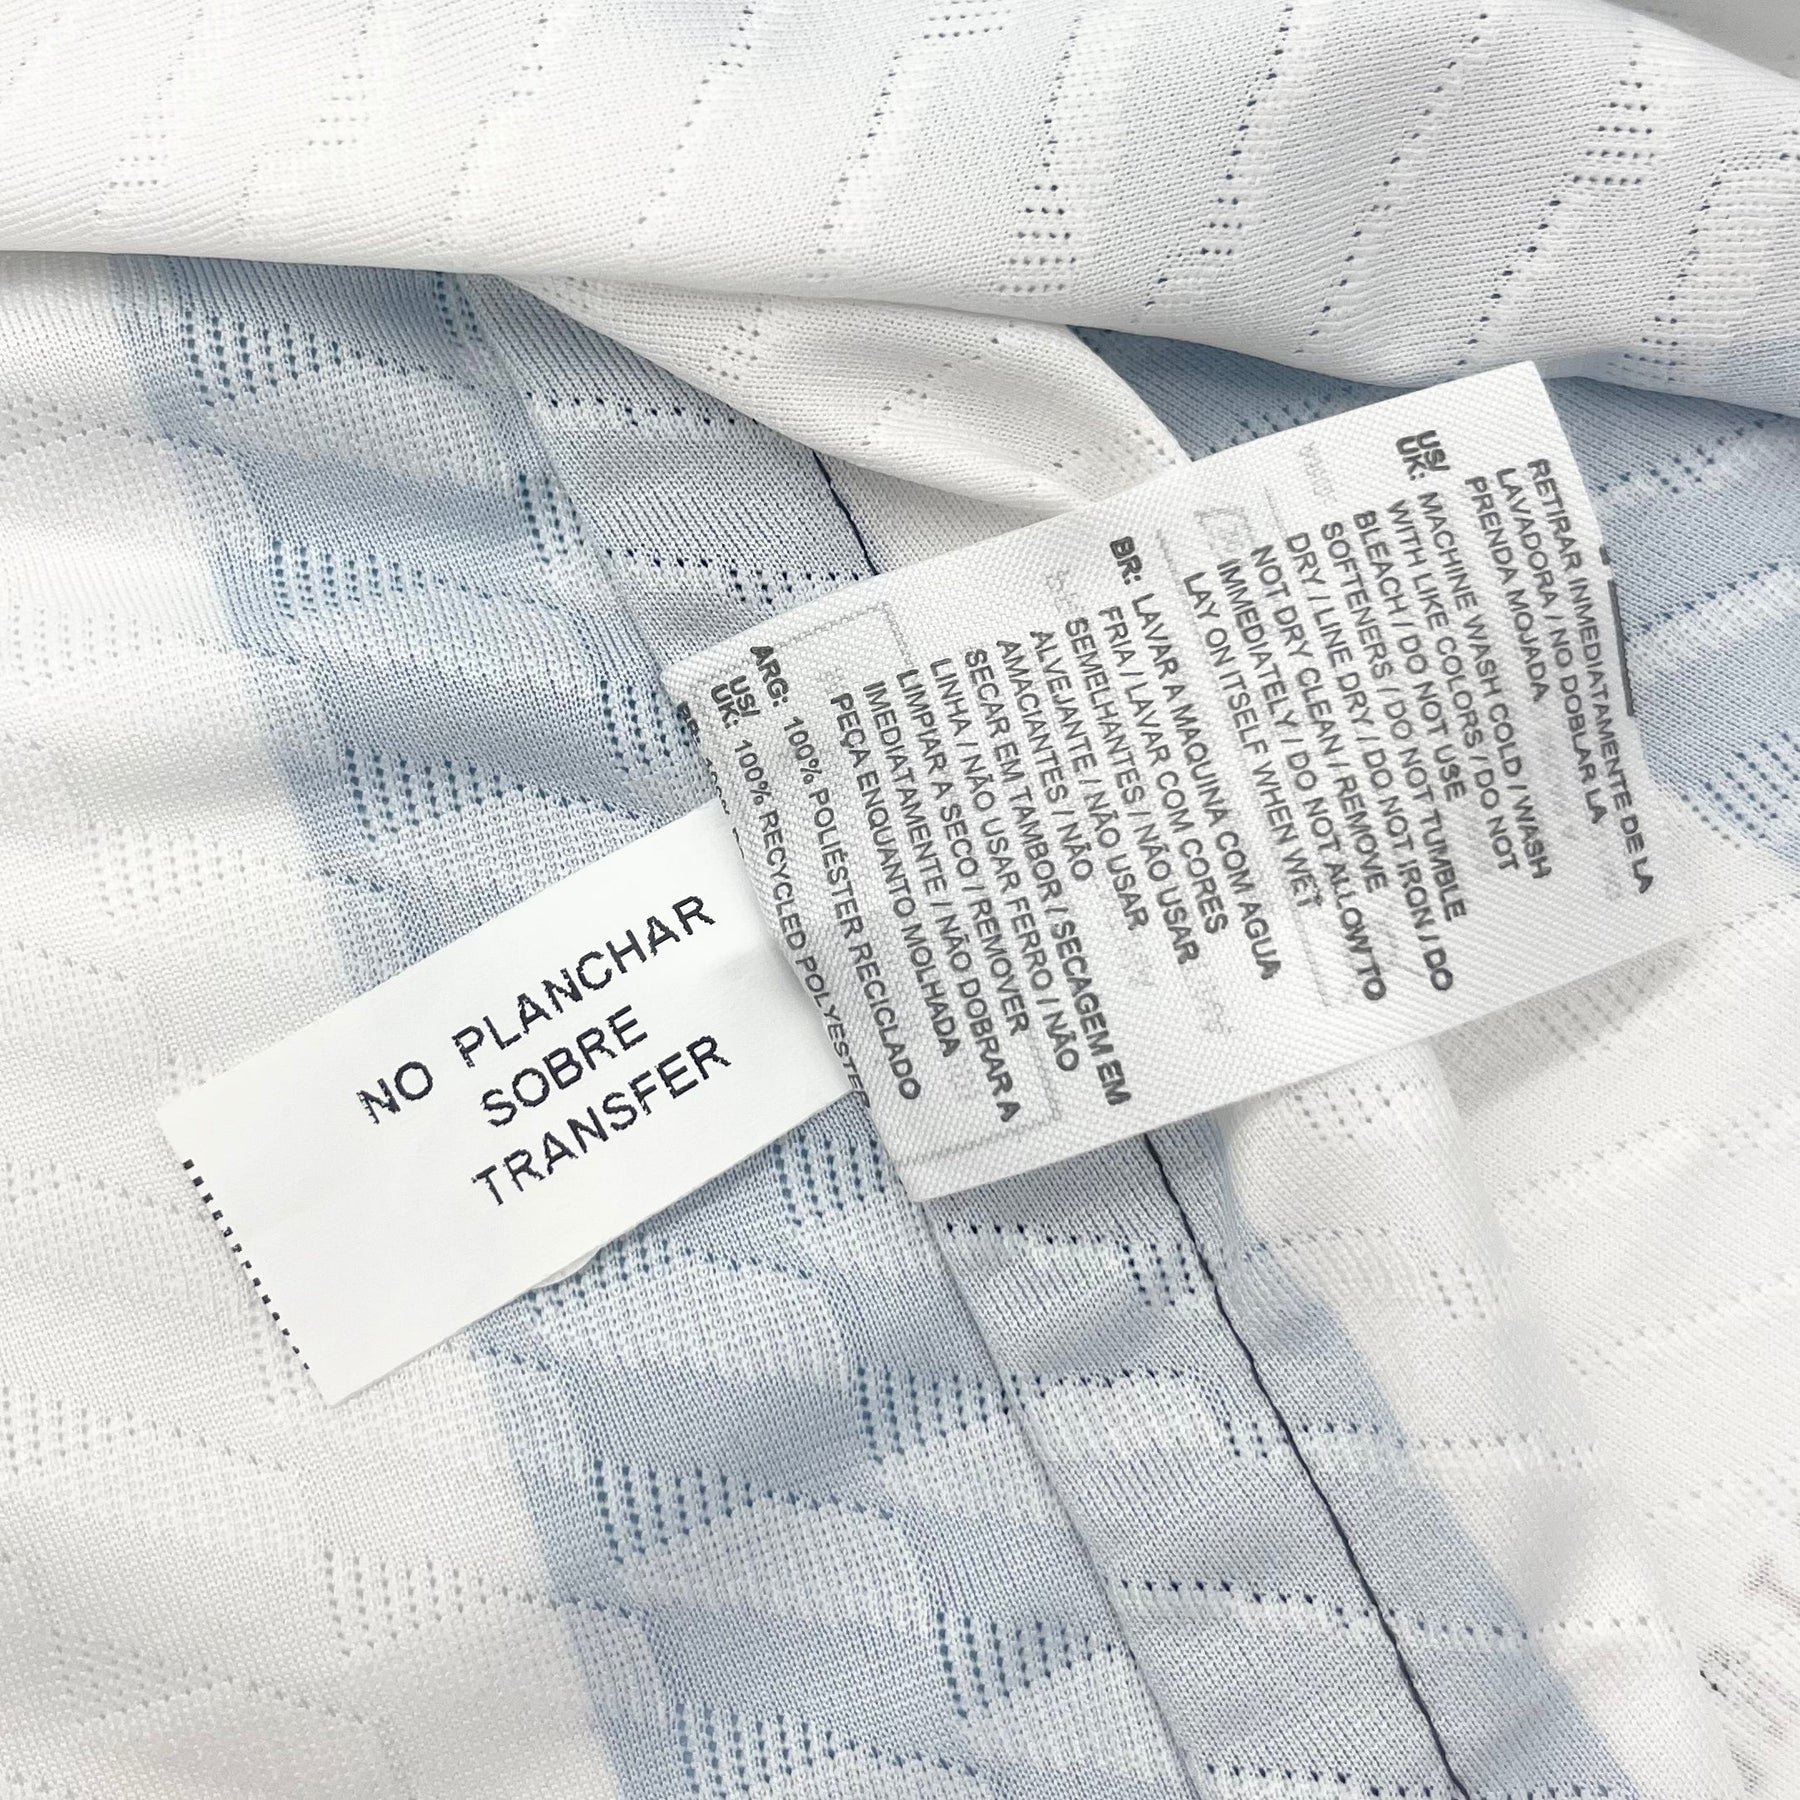 RETIRAR INMEDIATAMENTE DE LA
LAVADORA / NO DOBLAR LA
PRENDA MOJADA
US/
UK: MACHINE WASH COLD / WASH
WITH LIKE COLORS / DO NOT
BLEACH / DO NOT USE
SOFTENERS / DO NOT TUMBLE
DRY / LINE DRY / DO NOT IRON / DO
NOT DRY CLEAN / REMOVE
IMMEDIATELY / DO NOT ALLOW TO
LAY ON ITSELF WHEN WET
BR: LAVAR A MAQUINA COM AGUA
FRIA / LAVAR COM CORES
SEMELHANTES / NÃO USAR
ALVEJANTE / NÃO USAR
AMACIANTES / NÃO
SECAR EM TAMBOR / SECAGEM EM
LINHA / NÃO USAR FERRO / NÃO
LIMPIAR A SECO / REMOVER
IMEDIATAMENTE / NÃO DOBRAR A
PEÇA ENQUANTO MOLHADA
ARG: 100% POLIÉSTER RECICLADO
US/
UK: 100% RECYCLED POLYESTER
NO PLANCHAR
SOBRE
TRANSFER